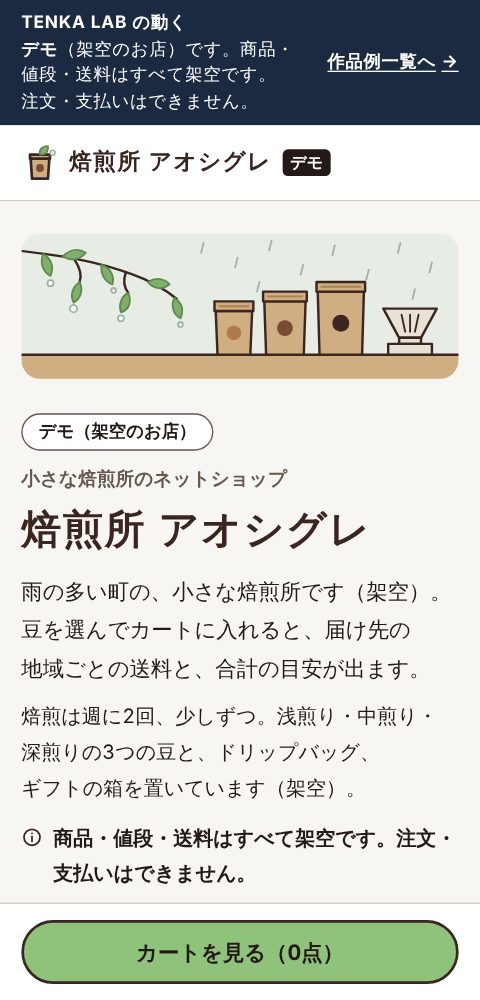 TENKA LAB の動く
デモ（架空のお店）です。商品・
値段・送料はすべて架空です。
注文・支払いはできません。
作品例一覧へ →
焙煎所 アオシグレ デモ
デモ（架空のお店）
小さな焙煎所のネットショップ
焙煎所 アオシグレ
雨の多い町の、小さな焙煎所です（架空）。
豆を選んでカートに入れると、届け先の
地域ごとの送料と、合計の目安が出ます。
焙煎は週に2回、少しずつ。浅煎り・中煎り・
深煎りの3つの豆と、ドリップバッグ、
ギフトの箱を置いています（架空）。
商品・値段・送料はすべて架空です。注文・
支払いはできません。
カートを見る（0点）